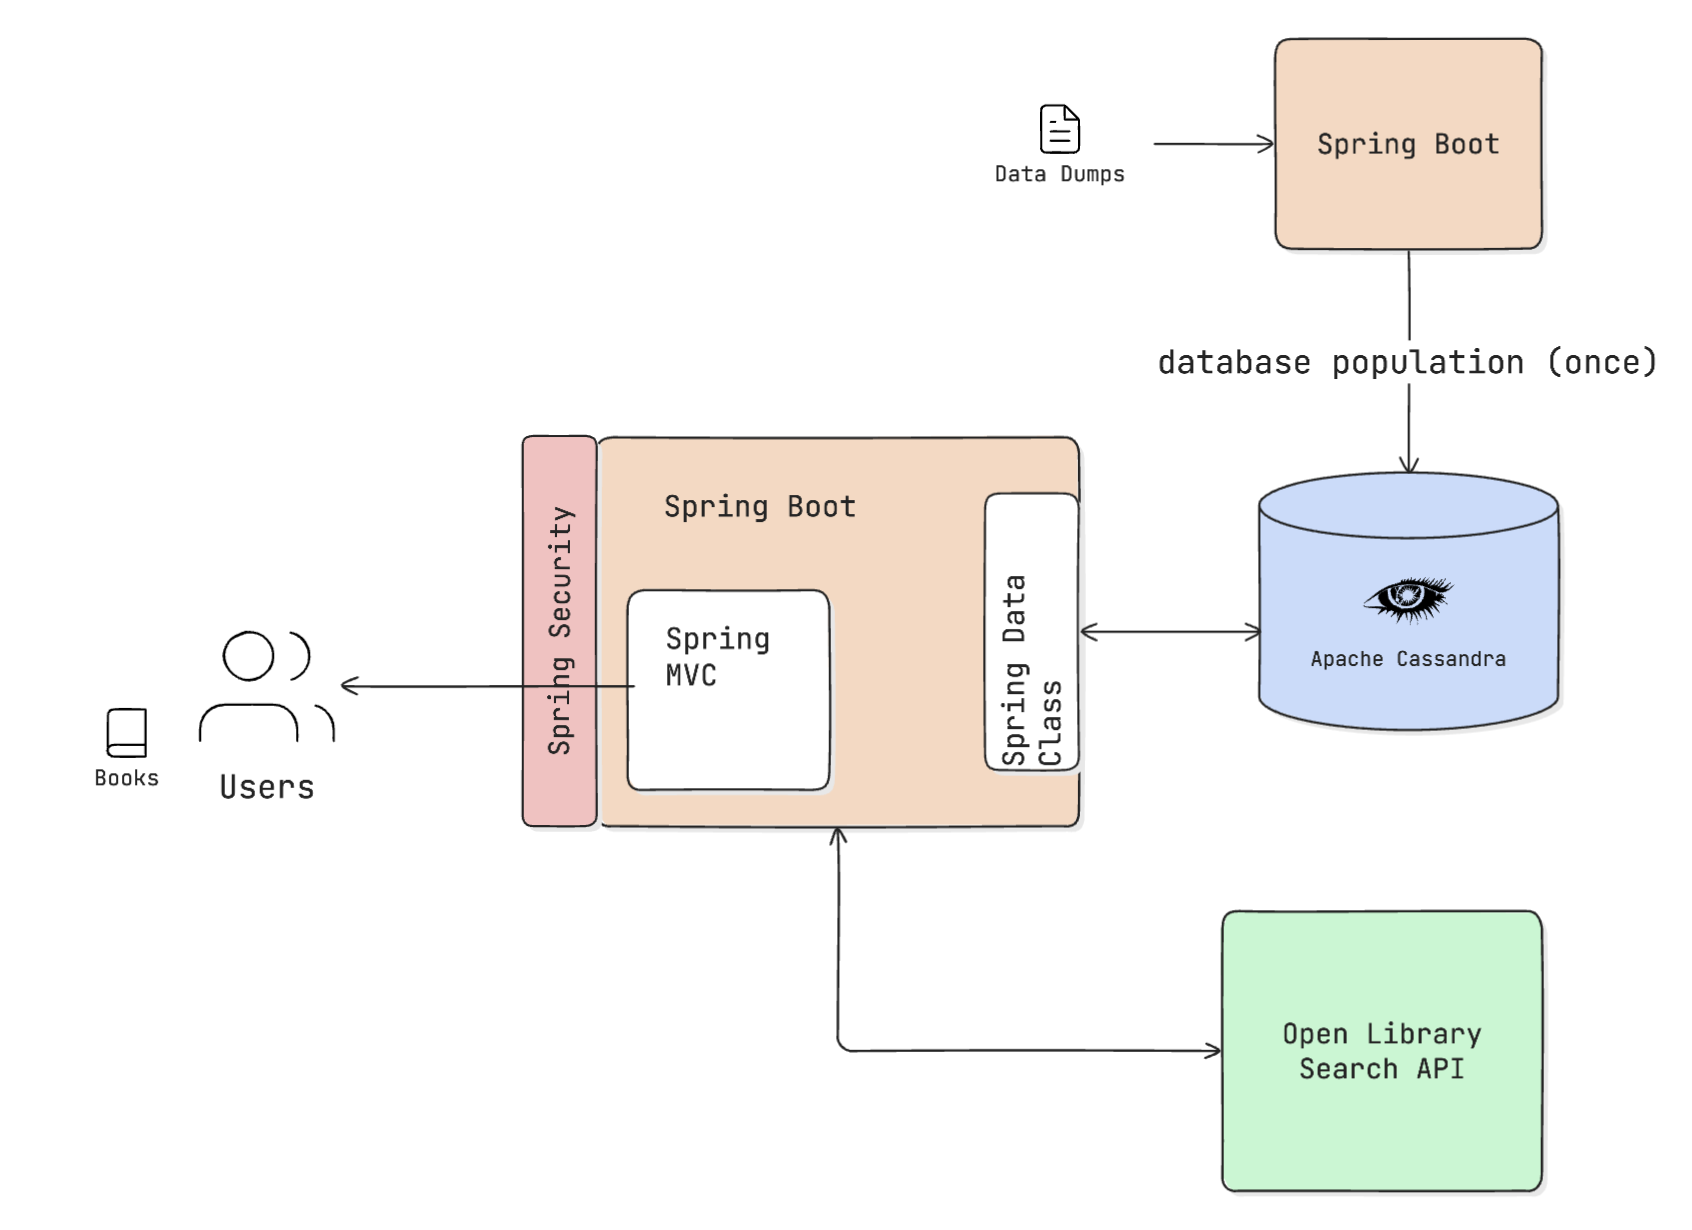 Spring Boot
Data Dumps
database population (once)
Spring Security
Spring Boot
Spring
MVC
Spring Data
Class
Apache Cassandra
Books
Users
Open Library
Search API